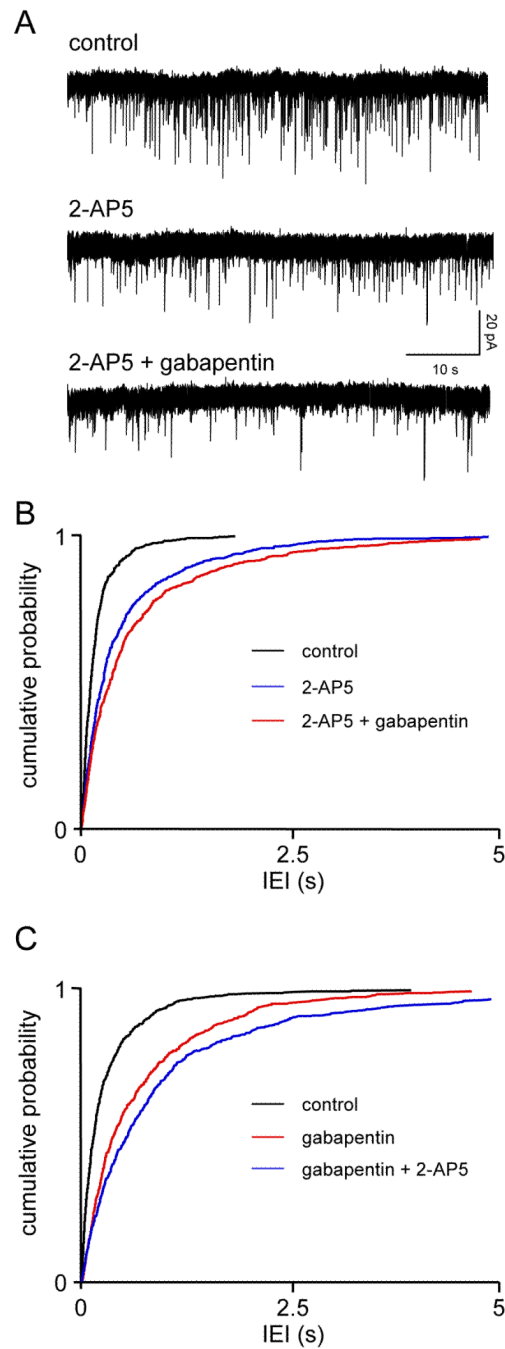 A
control
2-AP5
20 pA
10 s
2-AP5 + gabapentin
B
1
cumulative probability
control
2-AP5
2-AP5 + gabapentin
0
0
2.5
5
IEI (s)
C
1
cumulative probability
control
gabapentin
gabapentin + 2-AP5
0
0
2.5
5
IEI (s)